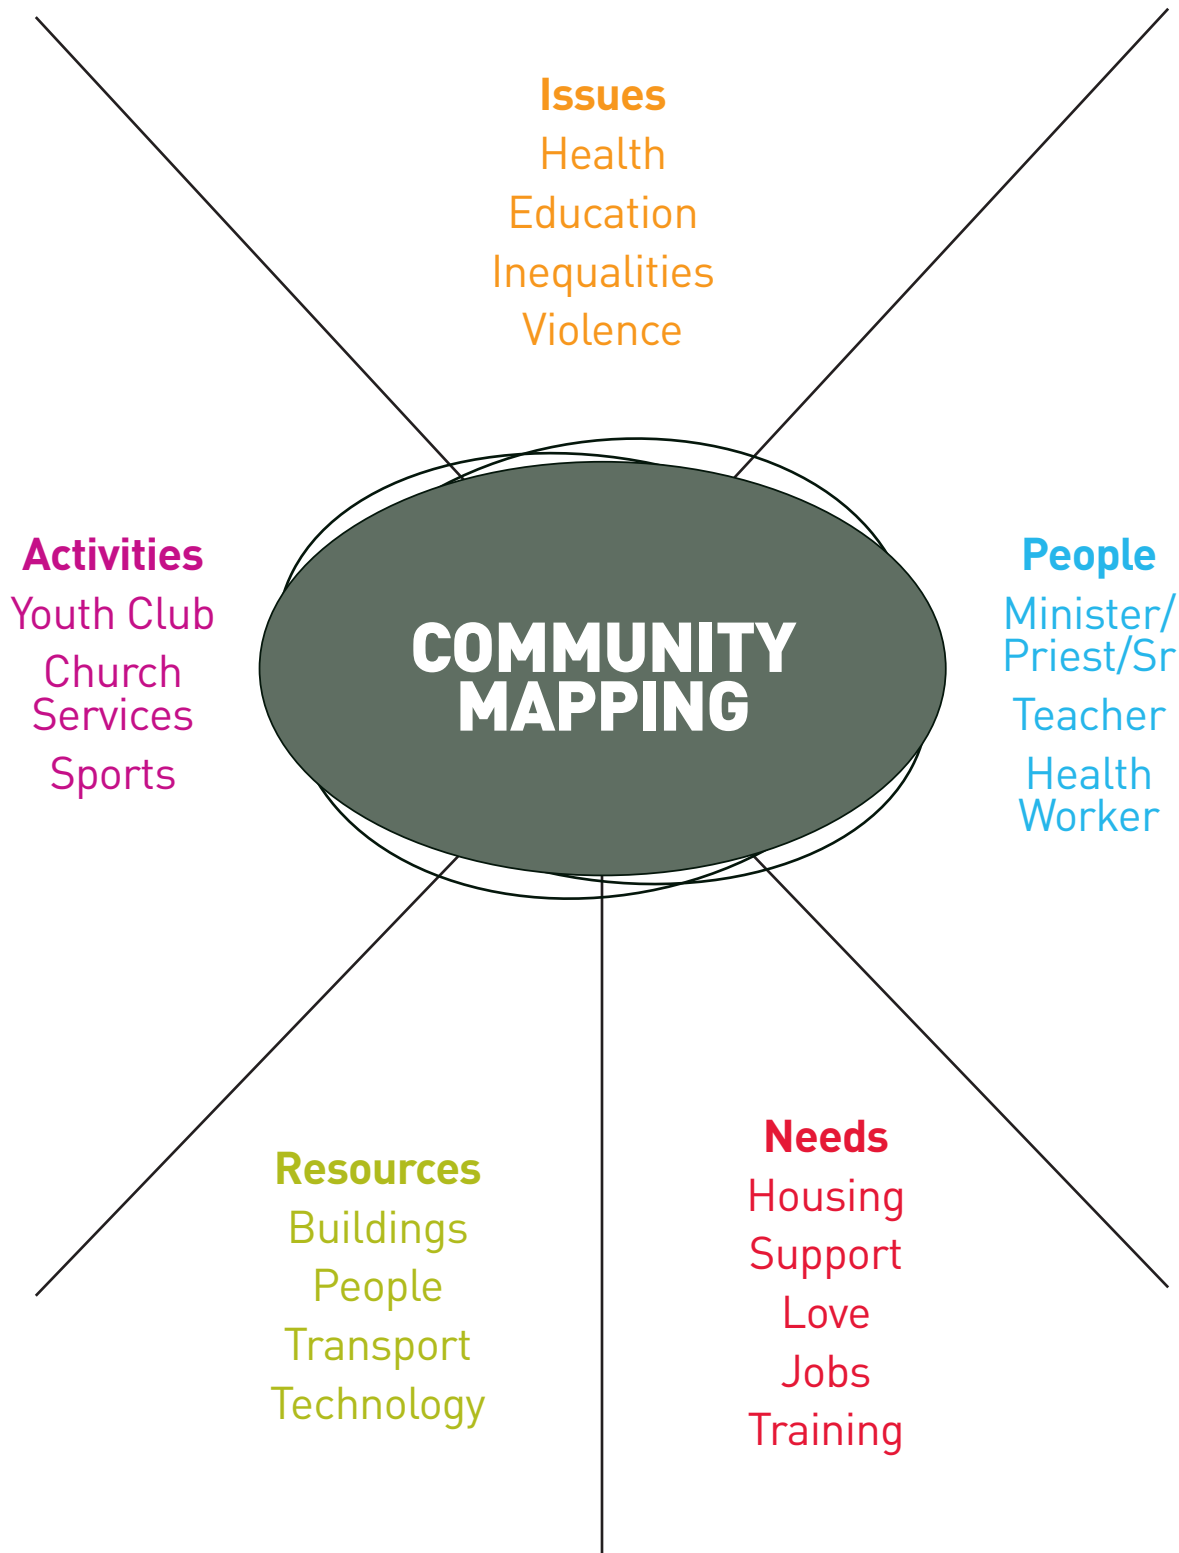 Issues
Health
Education
Inequalities
Violence
Activities
Youth Club
Church
Services
Sports
COMMUNITY
MAPPING
People
Minister/
Priest/Sr
Teacher
Health
Worker
Resources
Buildings
People
Transport
Technology
Needs
Housing
Support
Love
Jobs
Training